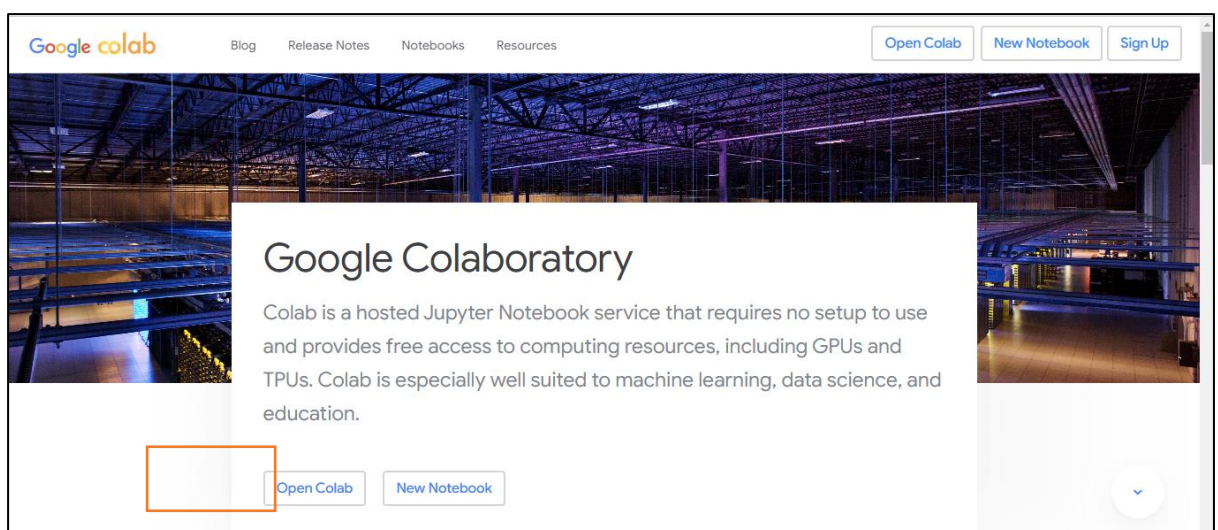 Google colab
Blog Release Notes Notebooks Resources
Open Colab New Notebook Sign Up
Google Colaboratory
Colab is a hosted Jupyter Notebook service that requires no setup to use
and provides free access to computing resources, including GPUs and
TPUs. Colab is especially well suited to machine learning, data science, and
education.
Open Colab New Notebook